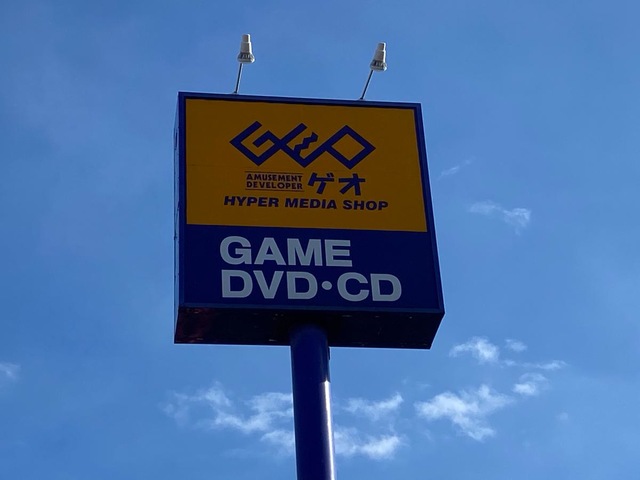 GEO
AMUSEMENT
DEVELOPER ゲオ
HYPER MEDIA SHOP
GAME
DVD・CD